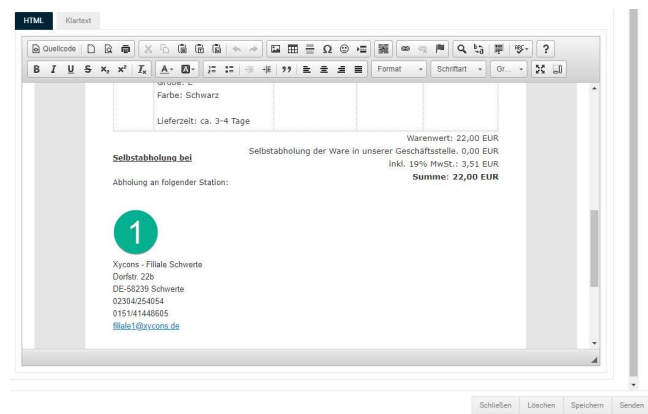 HTML Klartext
Quellcode
Format Schriftart Gr...
Größe: L
Farbe: Schwarz
Lieferzeit: ca. 3-4 Tage
Warenwert: 22,00 EUR
Selbstabholung der Ware in unserer Geschäftsstelle. 0,00 EUR
inkl. 19% MwSt.: 3,51 EUR
Summe: 22,00 EUR
Selbstabholung bei
Abholung an folgender Station:
1
Xycons - Filiale Schwerte
Dorfstr. 22b
DE-58239 Schwerte
02304/254054
0151/41448605
filiale1@xycons.de
Schließen Löschen Speichern Senden